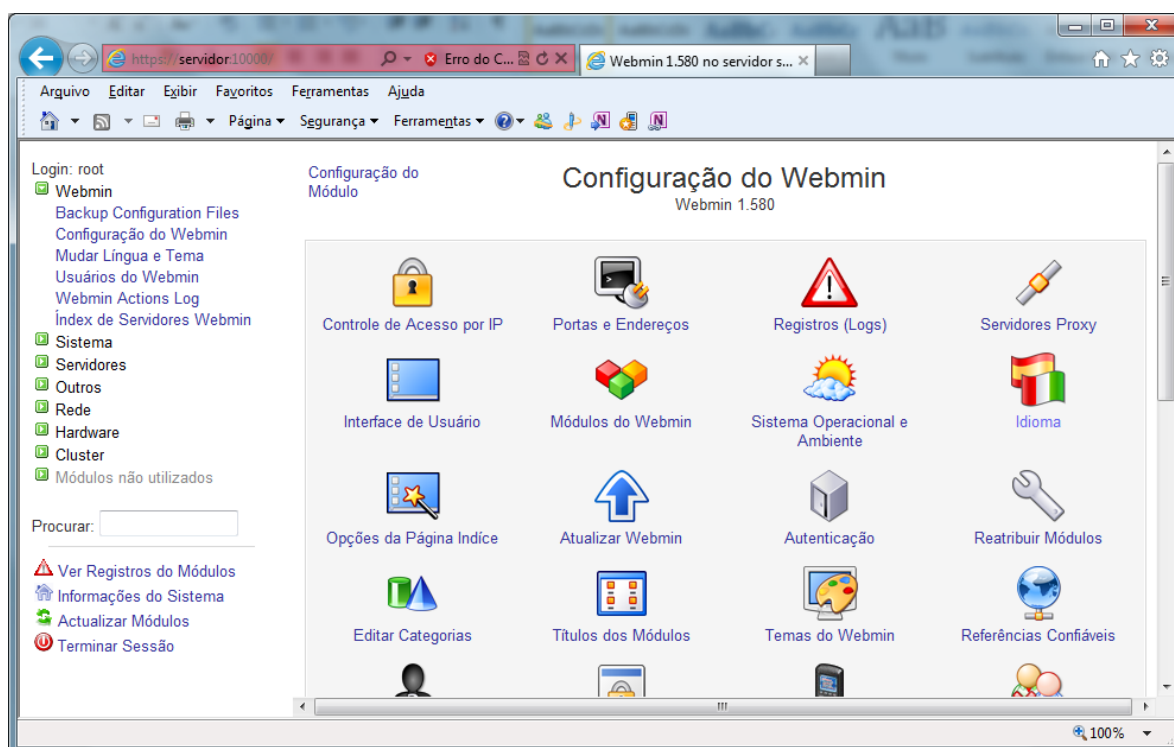 https://servidor:10000/
Erro do C...
Webmin 1.580 no servidor s...
Arquivo Editar Exibir Favoritos Ferramentas Ajuda
Página Segurança Ferramentas
Login: root
Webmin
Backup Configuration Files
Configuração do Webmin
Mudar Língua e Tema
Usuários do Webmin
Webmin Actions Log
Índex de Servidores Webmin
Sistema
Servidores
Outros
Rede
Hardware
Cluster
Módulos não utilizados
Procurar:
Ver Registros do Módulos
Informações do Sistema
Actualizar Módulos
Terminar Sessão
Configuração do
Módulo
Configuração do Webmin
Webmin 1.580
Controle de Acesso por IP
Portas e Endereços
Registros (Logs)
Servidores Proxy
Interface de Usuário
Módulos do Webmin
Sistema Operacional e
Ambiente
Idioma
Opções da Página Indíce
Atualizar Webmin
Autenticação
Reatribuir Módulos
Editar Categorias
Títulos dos Módulos
Temas do Webmin
Referências Confiáveis
100%